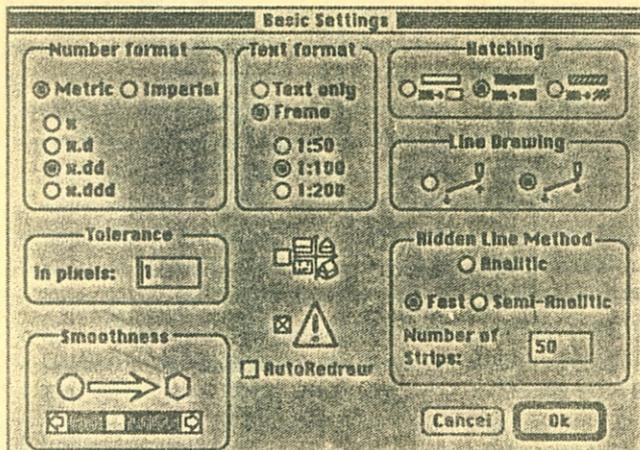 Basic Settings
Number format
Metric Imperial
x
x.d
x.dd
x.ddd
Text format
Text only
Frame
1:50
1:100
1:200
Hatching
Line Drawing
Tolerance
In pixels: 1
Smoothness
AutoRedraw
Hidden Line Method
Analitic
Fast Semi-Analitic
Number of
Strips: 50
Cancel Ok